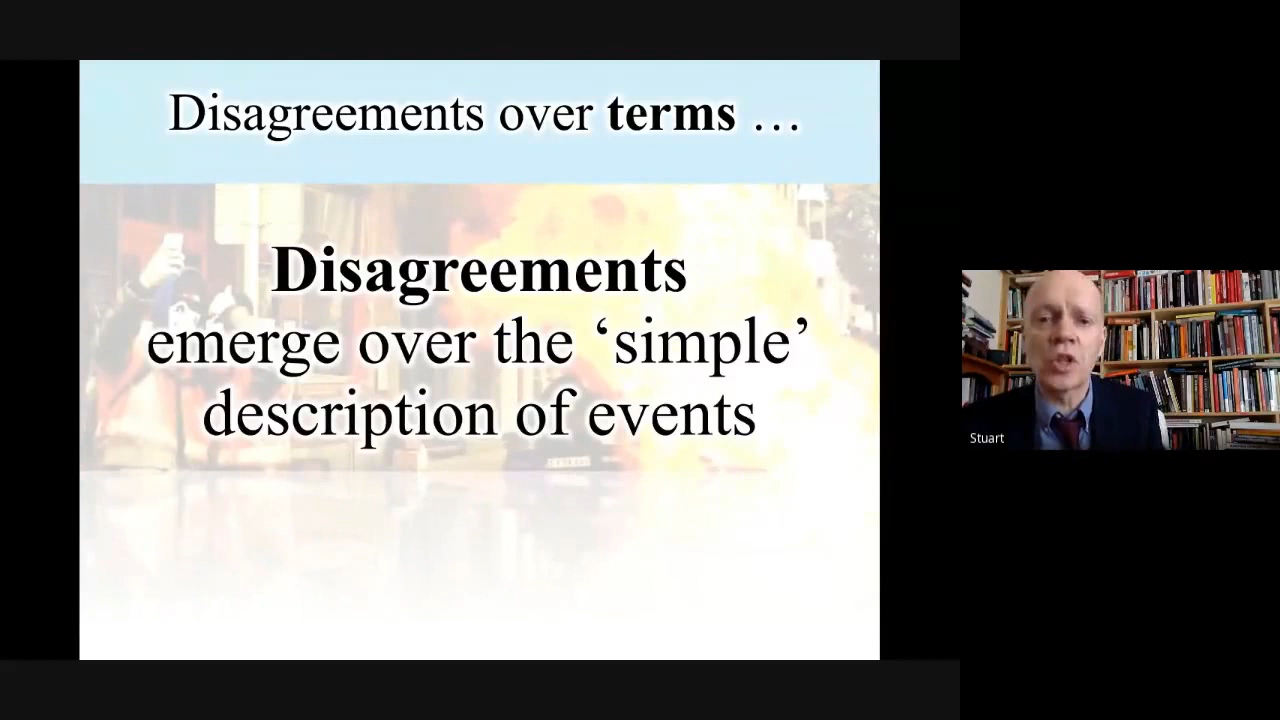 Disagreements over terms …
Disagreements
emerge over the ‘simple’
description of events
Stuart